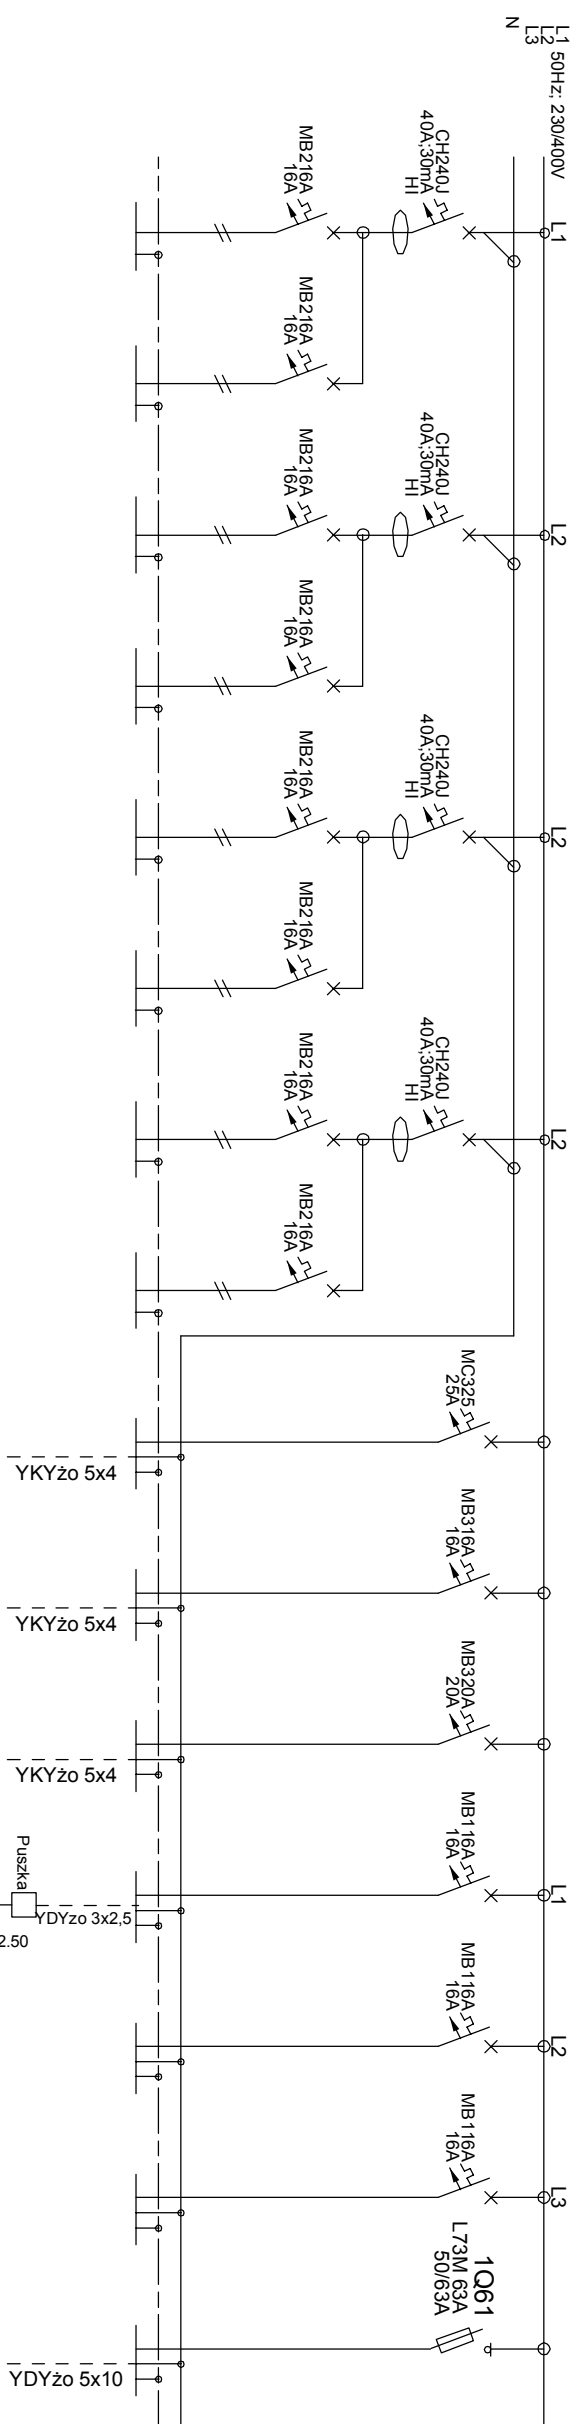 L1
L2
L3
N
50Hz; 230/400V
L1
CH240J
40A;30mA
HI
MB216A
16A
MB216A
16A
L2
CH240J
40A;30mA
HI
MB216A
16A
MB216A
16A
L2
CH240J
40A;30mA
HI
MB216A
16A
MB216A
16A
L2
CH240J
40A;30mA
HI
MB216A
16A
MB216A
16A
MC325
25A
YKYżo 5x4
MB316A
16A
YKYżo 5x4
MB320A
20A
YKYżo 5x4
L1
MB116A
16A
Puszka
YDYzo 3x2,5
2.50
L2
MB116A
16A
L3
MB116A
16A
1Q61
L73M 63A
50/63A
YDYżo 5x10